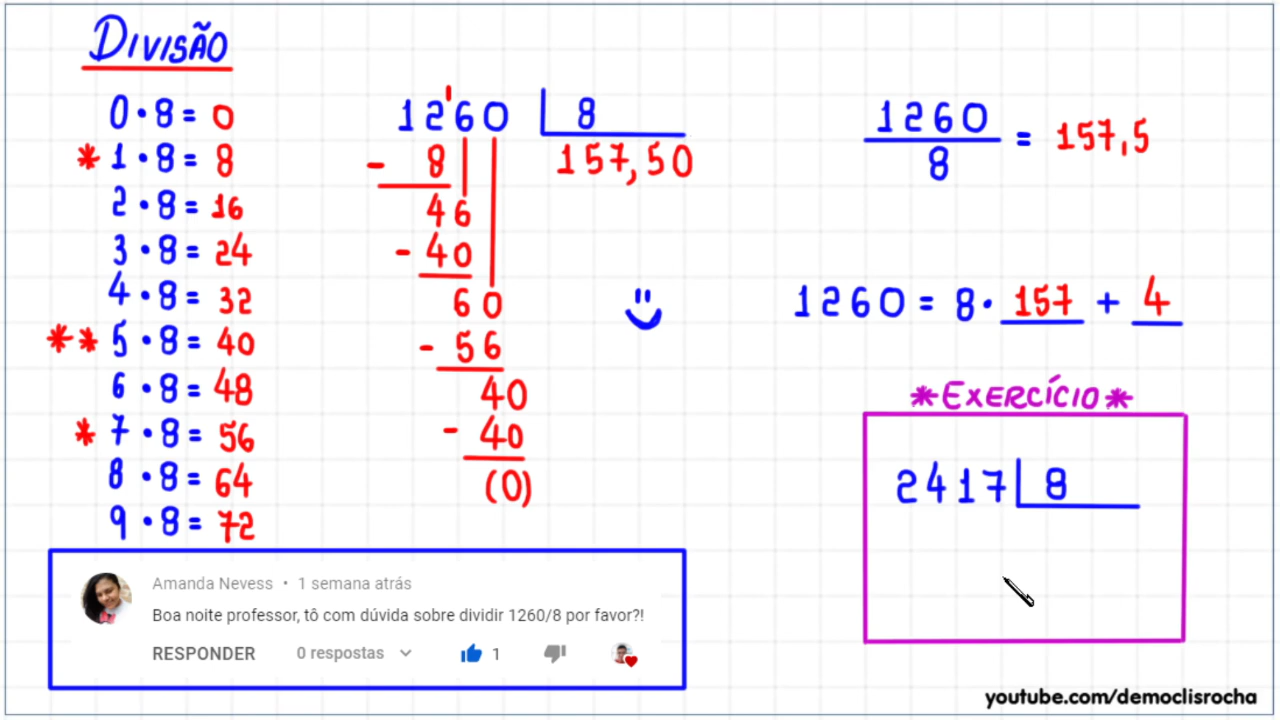 DIVISÃO
0 · 8 = 0
* 1 · 8 = 8
2 · 8 = 16
3 · 8 = 24
4 · 8 = 32
** 5 · 8 = 40
6 · 8 = 48
* 7 · 8 = 56
8 · 8 = 64
9 · 8 = 72
12'60 8
- 8 157,50
46
- 40
60
- 56
40
- 40
(0)
1260
8
= 157,5
1260 = 8 · 157 + 4
*EXERCÍCIO*
2417 8
Amanda Nevess • 1 semana atrás
Boa noite professor, tô com dúvida sobre dividir 1260/8 por favor?!
RESPONDER 0 respostas 1
youtube.com/democlisrocha